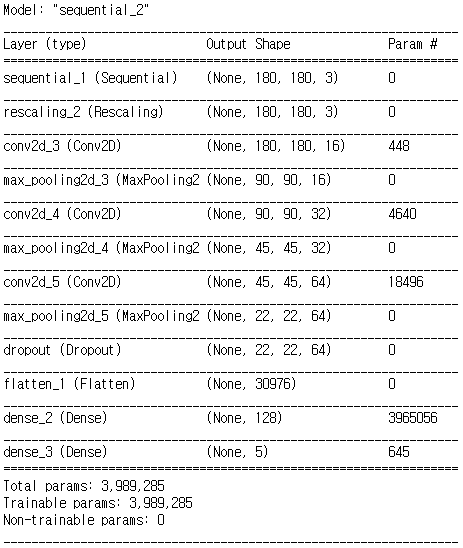 Model: "sequential_2"
_________________________________________________________________
Layer (type)                 Output Shape              Param #
=================================================================
sequential_1 (Sequential)    (None, 180, 180, 3)       0
_________________________________________________________________
rescaling_2 (Rescaling)      (None, 180, 180, 3)       0
_________________________________________________________________
conv2d_3 (Conv2D)            (None, 180, 180, 16)      448
_________________________________________________________________
max_pooling2d_3 (MaxPooling2 (None, 90, 90, 16)        0
_________________________________________________________________
conv2d_4 (Conv2D)            (None, 90, 90, 32)        4640
_________________________________________________________________
max_pooling2d_4 (MaxPooling2 (None, 45, 45, 32)        0
_________________________________________________________________
conv2d_5 (Conv2D)            (None, 45, 45, 64)        18496
_________________________________________________________________
max_pooling2d_5 (MaxPooling2 (None, 22, 22, 64)        0
_________________________________________________________________
dropout (Dropout)            (None, 22, 22, 64)        0
_________________________________________________________________
flatten_1 (Flatten)          (None, 30976)             0
_________________________________________________________________
dense_2 (Dense)              (None, 128)               3965056
_________________________________________________________________
dense_3 (Dense)              (None, 5)                 645
=================================================================
Total params: 3,989,285
Trainable params: 3,989,285
Non-trainable params: 0
_________________________________________________________________